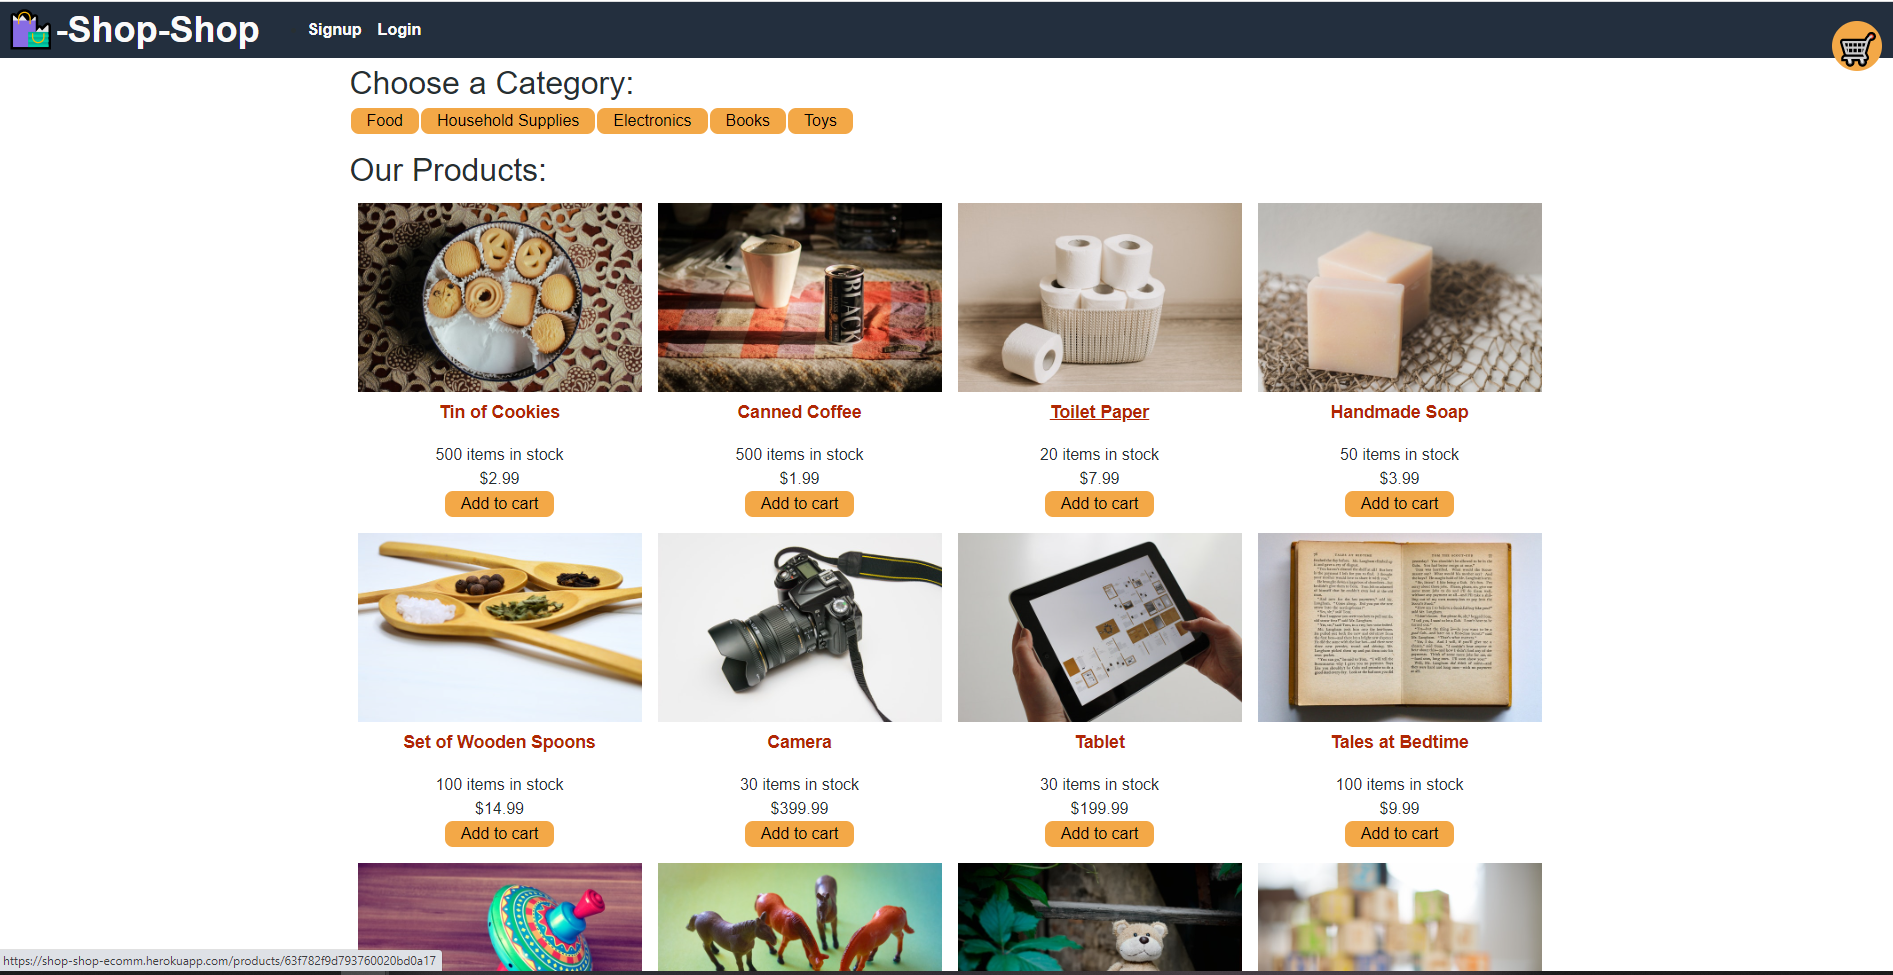 -Shop-Shop
Signup Login
Choose a Category:
Food Household Supplies Electronics Books Toys
Our Products:
BLACK
Tin of Cookies Canned Coffee Toilet Paper Handmade Soap
500 items in stock 500 items in stock 20 items in stock 50 items in stock
$2.99 $1.99 $7.99 $3.99
Add to cart Add to cart Add to cart Add to cart
Set of Wooden Spoons Camera Tablet Tales at Bedtime
100 items in stock 30 items in stock 30 items in stock 100 items in stock
$14.99 $399.99 $199.99 $9.99
Add to cart Add to cart Add to cart Add to cart
https://shop-shop-ecomm.herokuapp.com/products/63f782f9d793760020bd0a17